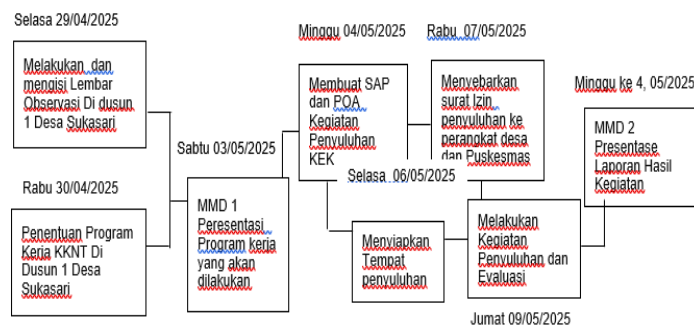 Selasa 29/04/2025
Melakukan dan
mengisi Lembar
Observasi Di dusun
1 Desa Sukasari
Rabu 30/04/2025
Penentuan Program
Kerja KKNT Di
Dusun 1 Desa
Sukasari
Sabtu 03/05/2025
MMD 1
Peresentasi
Program kerja
yang akan
dilakukan
Minggu 04/05/2025
Membuat SAP
dan POA
Kegiatan
Penyuluhan
KEK
Rabu 07/05/2025
Menyebarkan
surat Izin
penyuluhan ke
perangkat desa
dan Puskesmas
Selasa 06/05/2025
Menyiapkan
Tempat
penyuluhan
Melakukan
Kegiatan
Penyuluhan dan
Evaluasi
Jumat 09/05/2025
Minggu ke 4, 05/2025
MMD 2
Presentase
Laporan Hasil
Kegiatan